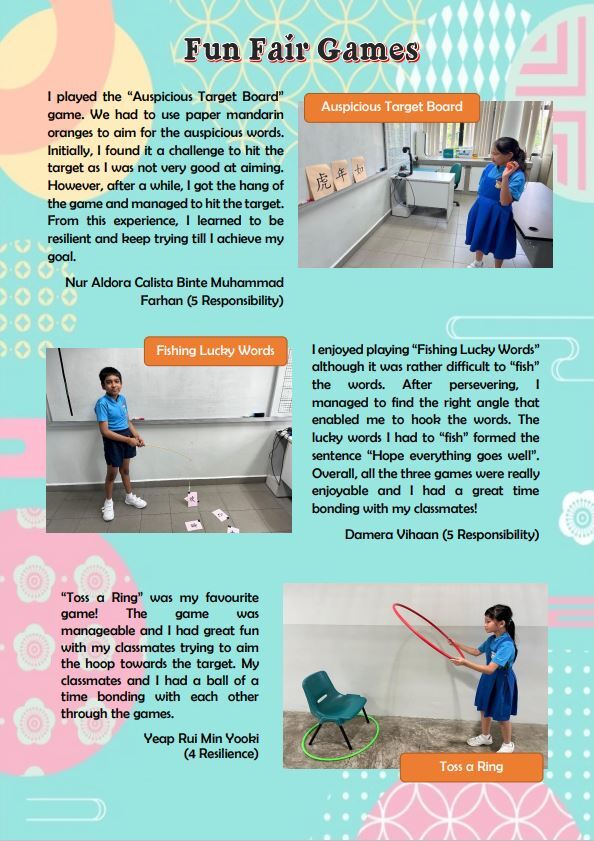 Fun Fair Games
I played the “Auspicious Target Board”
game. We had to use paper mandarin
oranges to aim for the auspicious words.
Initially, I found it a challenge to hit the
target as I was not very good at aiming.
However, after a while, I got the hang of
the game and managed to hit the target.
From this experience, I learned to be
resilient and keep trying till I achieve my
goal.
Nur Aldora Calista Binte Muhammad
Farhan (5 Responsibility)
Auspicious Target Board
虎 年 如
Fishing Lucky Words
I enjoyed playing “Fishing Lucky Words”
although it was rather difficult to “fish”
the words. After persevering, I
managed to find the right angle that
enabled me to hook the words. The
lucky words I had to “fish” formed the
sentence “Hope everything goes well”.
Overall, all the three games were really
enjoyable and I had a great time
bonding with my classmates!
Damera Vihaan (5 Responsibility)
“Toss a Ring” was my favourite
game! The game was
manageable and I had great fun
with my classmates trying to aim
the hoop towards the target. My
classmates and I had a ball of a
time bonding with each other
through the games.
Yeap Rui Min Yooki
(4 Resilience)
Toss a Ring